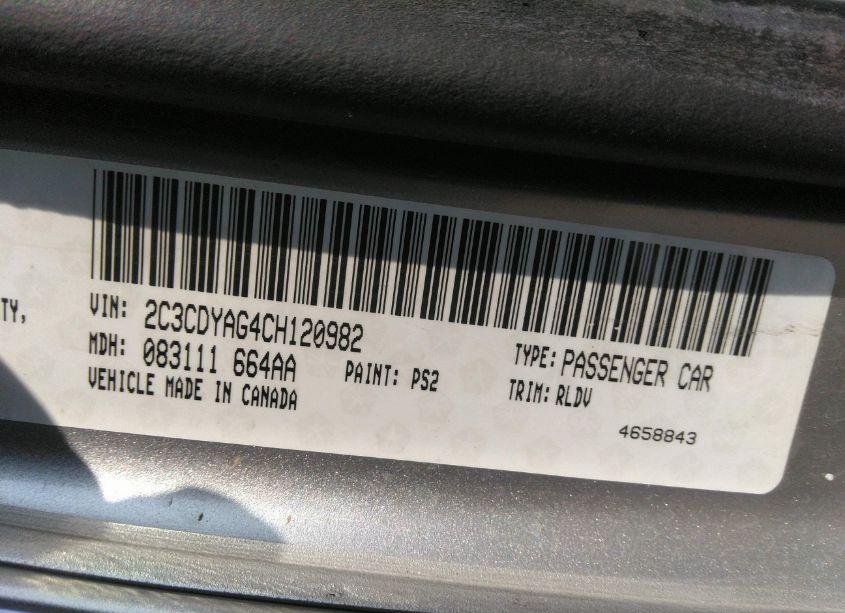 TY,
VIN: 2C3CDYAG4CH120982
MDH: 083111 664AA
PAINT: PS2
VEHICLE MADE IN CANADA
TYPE: PASSENGER CAR
TRIM: RLDV
4658843